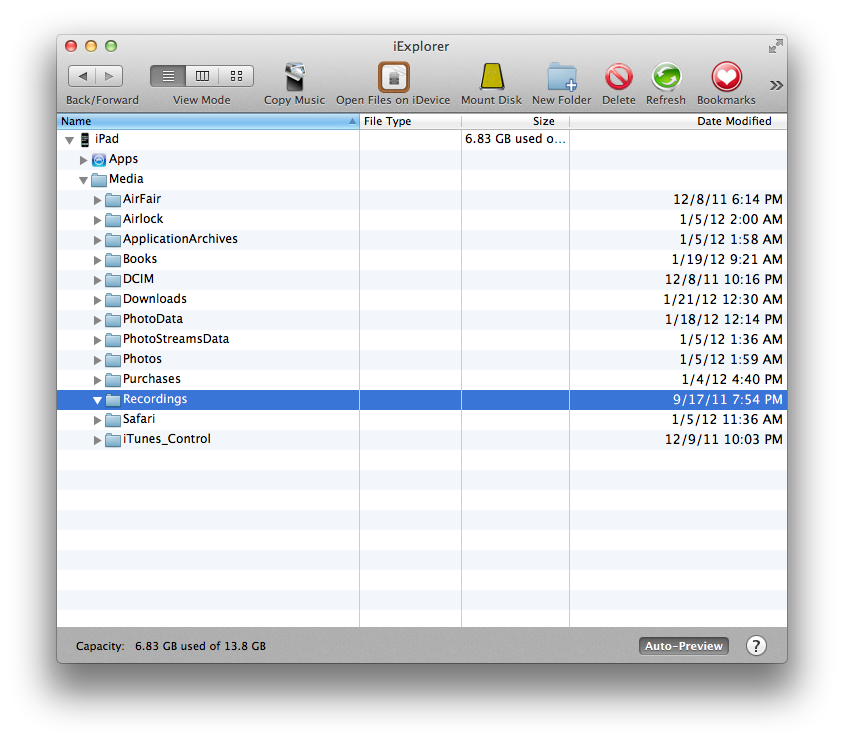 iExplorer
Back/Forward View Mode Copy Music Open Files on iDevice Mount Disk New Folder Delete Refresh Bookmarks »
Name File Type Size Date Modified
iPad 6.83 GB used o...
Apps
Media
AirFair 12/8/11 6:14 PM
Airlock 1/5/12 2:00 AM
ApplicationArchives 1/5/12 1:58 AM
Books 1/19/12 9:21 AM
DCIM 12/8/11 10:16 PM
Downloads 1/21/12 12:30 AM
PhotoData 1/18/12 12:14 PM
PhotoStreamsData 1/5/12 1:36 AM
Photos 1/5/12 1:59 AM
Purchases 1/4/12 4:40 PM
Recordings 9/17/11 7:54 PM
Safari 1/5/12 11:36 AM
iTunes_Control 12/9/11 10:03 PM
Capacity: 6.83 GB used of 13.8 GB Auto-Preview ?